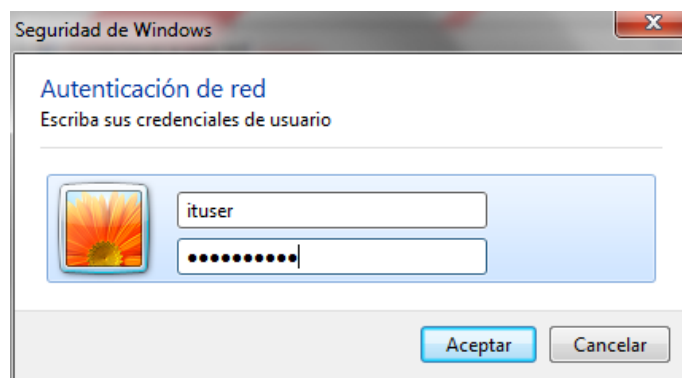 Seguridad de Windows
Autenticación de red
Escriba sus credenciales de usuario
ituser
••••••••••
Aceptar Cancelar